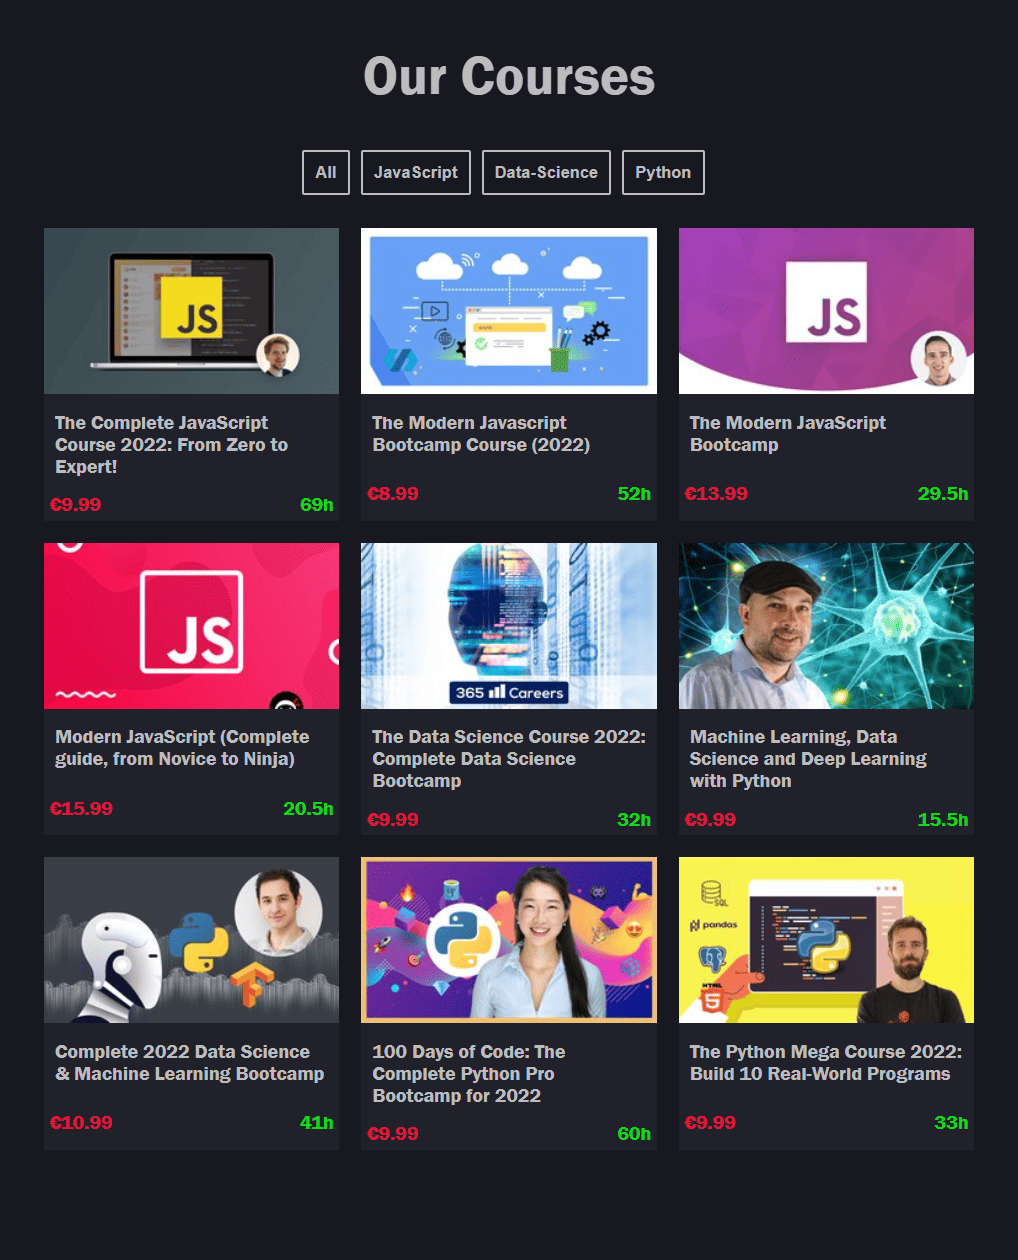 Our Courses
All
JavaScript
Data-Science
Python
JS
JS
The Complete JavaScript
Course 2022: From Zero to
Expert!
€9.99
69h
The Modern Javascript
Bootcamp Course (2022)
€8.99
52h
The Modern JavaScript
Bootcamp
€13.99
29.5h
JS
365 Careers
Modern JavaScript (Complete
guide, from Novice to Ninja)
€15.99
20.5h
The Data Science Course 2022:
Complete Data Science
Bootcamp
€9.99
32h
Machine Learning, Data
Science and Deep Learning
with Python
€9.99
15.5h
SQL
pandas
HTML
5
Complete 2022 Data Science
& Machine Learning Bootcamp
€10.99
41h
100 Days of Code: The
Complete Python Pro
Bootcamp for 2022
€9.99
60h
The Python Mega Course 2022:
Build 10 Real-World Programs
€9.99
33h